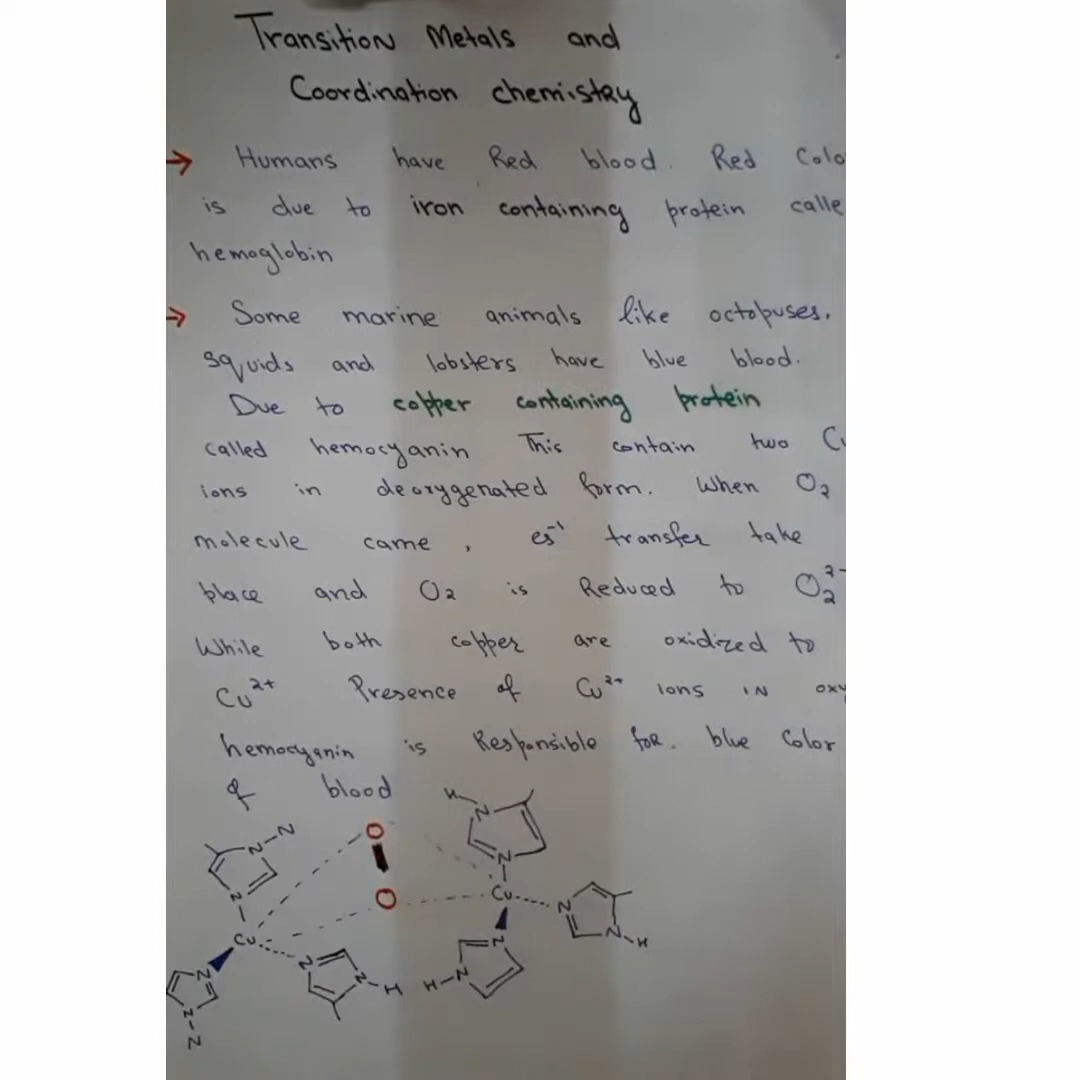 Transition Metals and
Coordination chemistry
→ Humans have Red blood. Red Colo
is due to iron containing protein calle
hemoglobin
→ Some marine animals like octopuses,
squids and lobsters have blue blood.
Due to copper containing protein
called hemocyanin This contain two Cu
ions in deoxygenated form. When O₂
molecule came , es⁻¹ transfer take
place and O₂ is Reduced to O₂²⁻
While both copper are oxidized to
Cu²⁺ Presence of Cu²⁺ ions IN oxy
hemocyanin is Responsible foR. blue Color
of blood
H N N Cu N N H N H
O O
N N N Cu N N N N N H